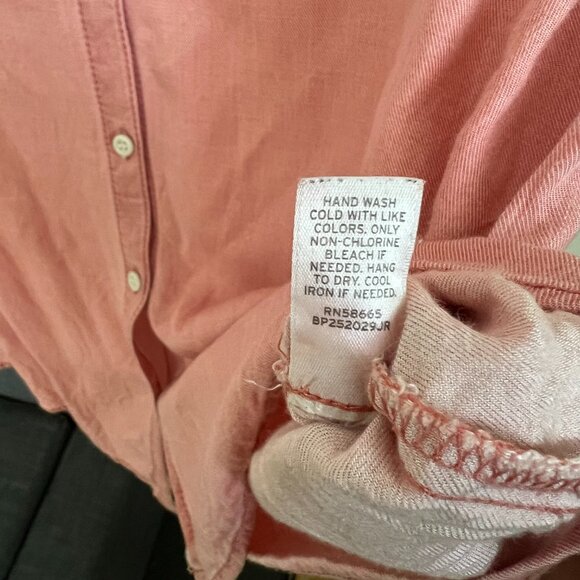 HAND WASH
COLD WITH LIKE
COLORS. ONLY
NON-CHLORINE
BLEACH IF
NEEDED. HANG
TO DRY. COOL
IRON IF NEEDED.
RN58665
BP252029JR